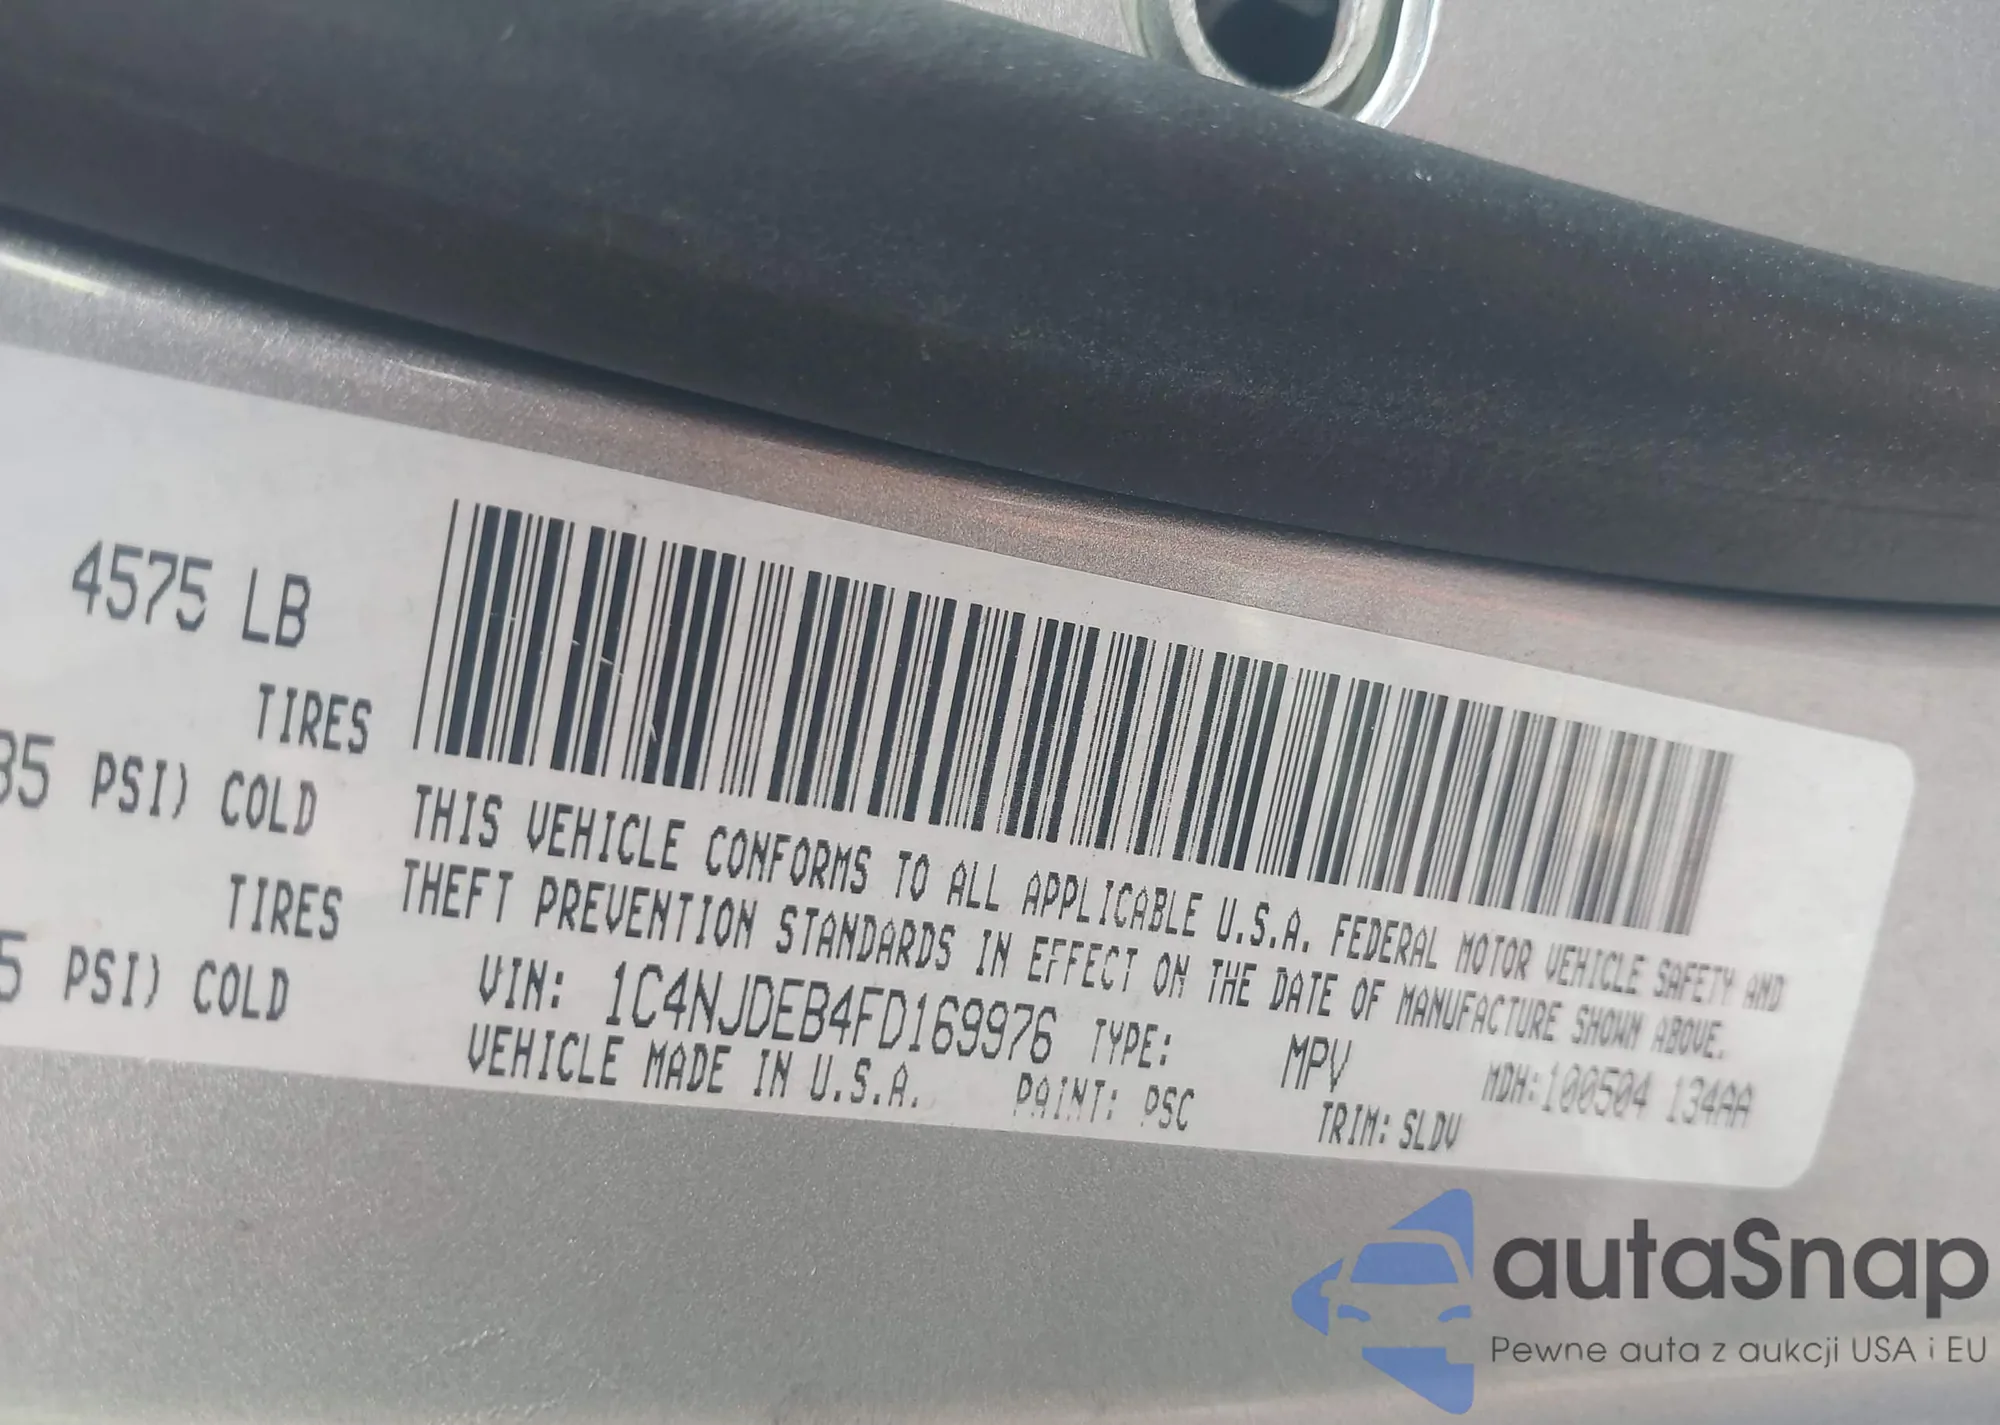 4575 LB
TIRES
35 PSI) COLD
TIRES
5 PSI) COLD
THIS VEHICLE CONFORMS TO ALL APPLICABLE U.S.A. FEDERAL MOTOR VEHICLE SAFETY AND
THEFT PREVENTION STANDARDS IN EFFECT ON THE DATE OF MANUFACTURE SHOWN ABOVE.
VIN: 1C4NJDEB4FD169976 TYPE: MPV MDH:100504 134AA
VEHICLE MADE IN U.S.A. PAINT: PSC TRIM: SLDV
autaSnap
Pewne auta z aukcji USA i EU